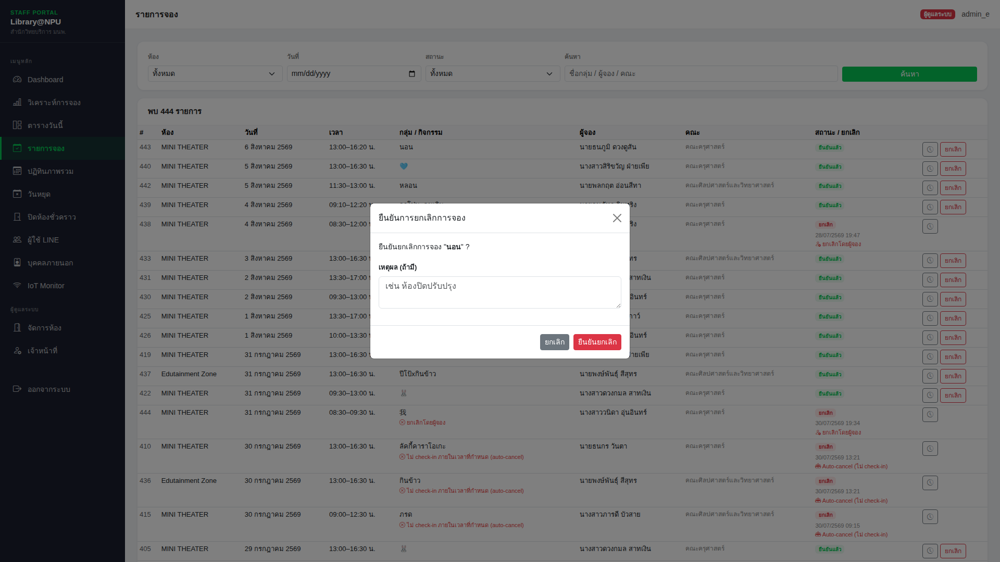 STAFF PORTAL
Library@NPU
สำนักวิทยบริการ มนพ.
เมนูหลัก
Dashboard
วิเคราะห์การจอง
ตารางวันนี้
รายการจอง
ปฏิทินภาพรวม
วันหยุด
ปิดห้องชั่วคราว
ผู้ใช้ LINE
บุคคลภายนอก
IoT Monitor
ผู้ดูแลระบบ
จัดการห้อง
เจ้าหน้าที่
ออกจากระบบ
รายการจอง
ผู้ดูแลระบบ admin_e
ห้อง วันที่ สถานะ ค้นหา
ทั้งหมด mm/dd/yyyy ทั้งหมด ชื่อกลุ่ม / ผู้จอง / คณะ ค้นหา
พบ 444 รายการ
# ห้อง วันที่ เวลา กลุ่ม / กิจกรรม ผู้จอง คณะ สถานะ / ยกเลิก
443 MINI THEATER 6 สิงหาคม 2569 13:00–16:20 น. นอน นายธนภูมิ ดวงดูสัน คณะครุศาสตร์ ยืนยันแล้ว ยกเลิก
440 MINI THEATER 5 สิงหาคม 2569 13:00–16:30 น. 🩵 นางสาวสิริขวัญ ฝ่ายเพีย คณะครุศาสตร์ ยืนยันแล้ว ยกเลิก
442 MINI THEATER 5 สิงหาคม 2569 11:30–13:00 น. หลอน นายพลกฤต อ่อนสีทา คณะศิลปศาสตร์และวิทยาศาสตร์ ยืนยันแล้ว ยกเลิก
439 MINI THEATER 4 สิงหาคม 2569 09:10–12:20 คณะครุศาสตร์ ยืนยันแล้ว ยกเลิก
438 MINI THEATER 4 สิงหาคม 2569 08:30–12:00 คณะครุศาสตร์ ยกเลิก
28/07/2569 19:47
ยกเลิกโดยผู้จอง
433 MINI THEATER 3 สิงหาคม 2569 13:00–16:30 คณะศิลปศาสตร์และวิทยาศาสตร์ ยืนยันแล้ว ยกเลิก
431 MINI THEATER 2 สิงหาคม 2569 13:30–17:00 สาทเงิน คณะครุศาสตร์ ยืนยันแล้ว ยกเลิก
430 MINI THEATER 2 สิงหาคม 2569 09:30–13:00 อินทร์ คณะครุศาสตร์ ยืนยันแล้ว ยกเลิก
425 MINI THEATER 1 สิงหาคม 2569 13:30–17:00 คณะครุศาสตร์ ยืนยันแล้ว ยกเลิก
426 MINI THEATER 1 สิงหาคม 2569 10:00–13:30 อินทร์ คณะครุศาสตร์ ยืนยันแล้ว ยกเลิก
419 MINI THEATER 31 กรกฎาคม 2569 13:00–16:30 คณะครุศาสตร์ ยืนยันแล้ว ยกเลิก
437 Edutainment Zone 31 กรกฎาคม 2569 13:00–16:30 น. ปีโป้xกินข้าว นายพงษ์พันธุ์ สีสุทร คณะศิลปศาสตร์และวิทยาศาสตร์ ยืนยันแล้ว ยกเลิก
422 MINI THEATER 31 กรกฎาคม 2569 09:30–13:00 น. นางสาวดวงกมล สาทเงิน คณะครุศาสตร์ ยืนยันแล้ว ยกเลิก
444 MINI THEATER 31 กรกฎาคม 2569 08:30–09:30 น. 我 นางสาววนิดา อุ่นอินทร์ คณะครุศาสตร์ ยกเลิก
ยกเลิกโดยผู้จอง 30/07/2569 19:34
ยกเลิกโดยผู้จอง
410 MINI THEATER 30 กรกฎาคม 2569 13:00–16:30 น. ลัคกี้คาราโอเกะ นายธนกร วันตา คณะครุศาสตร์ ยกเลิก
ไม่ check-in ภายในเวลาที่กำหนด (auto-cancel) 30/07/2569 13:21
Auto-cancel (ไม่ check-in)
436 Edutainment Zone 30 กรกฎาคม 2569 13:00–16:30 น. กินข้าว นายพงษ์พันธุ์ สีสุทร คณะศิลปศาสตร์และวิทยาศาสตร์ ยกเลิก
ไม่ check-in ภายในเวลาที่กำหนด (auto-cancel) 30/07/2569 13:21
Auto-cancel (ไม่ check-in)
415 MINI THEATER 30 กรกฎาคม 2569 09:00–12:30 น. ภรด นางสาวภารดี บัวสาย คณะศิลปศาสตร์และวิทยาศาสตร์ ยกเลิก
ไม่ check-in ภายในเวลาที่กำหนด (auto-cancel) 30/07/2569 09:15
Auto-cancel (ไม่ check-in)
405 MINI THEATER 29 กรกฎาคม 2569 13:00–16:30 น. นางสาวดวงกมล สาทเงิน คณะครุศาสตร์ ยืนยันแล้ว ยกเลิก
ยืนยันการยกเลิกการจอง
ยืนยันยกเลิกการจอง "นอน" ?
เหตุผล (ถ้ามี)
เช่น ห้องปิดปรับปรุง
ยกเลิก ยืนยันยกเลิก